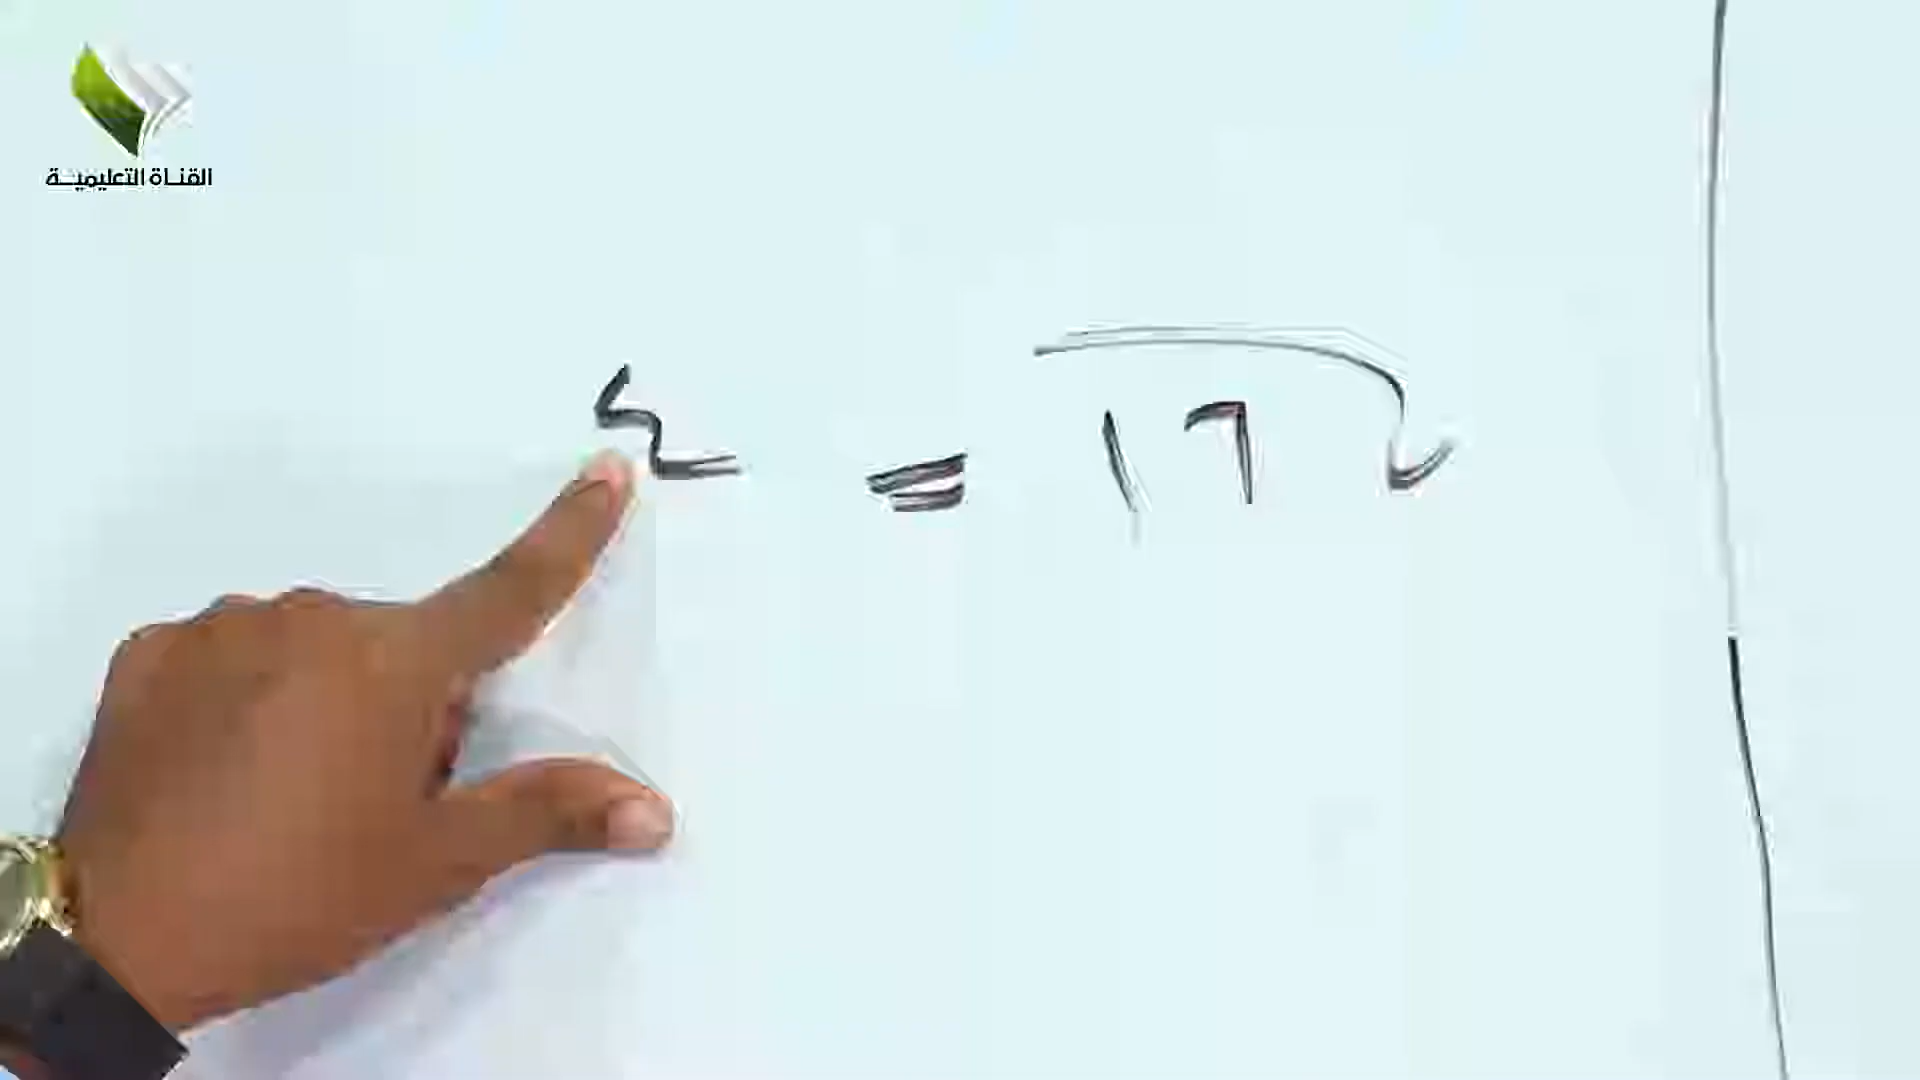 القناة التعليمية
√١٦ = ٤